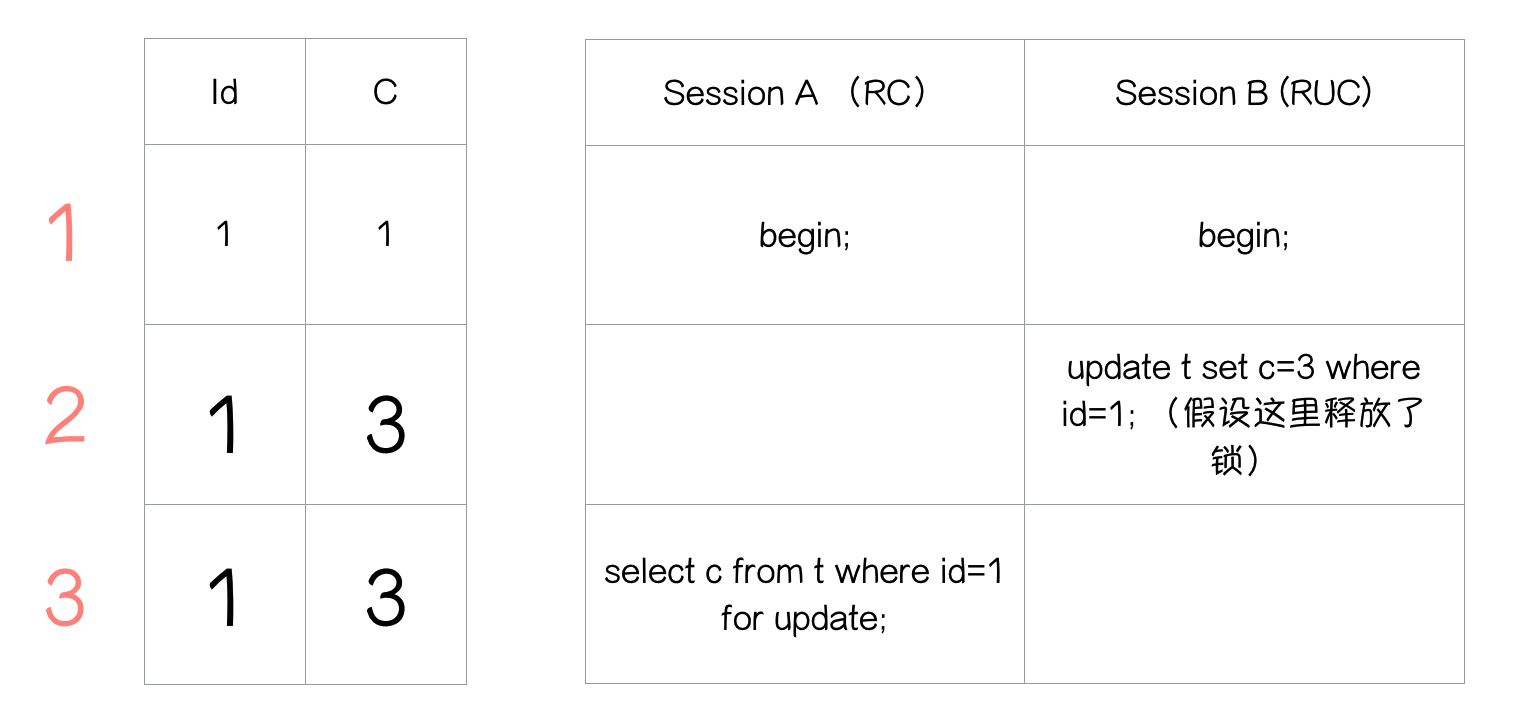 Id C Session A （RC） Session B (RUC)
1 1 1 begin; begin;
2 1 3 update t set c=3 where
id=1; （假设这里释放了
锁）
3 1 3 select c from t where id=1
for update;